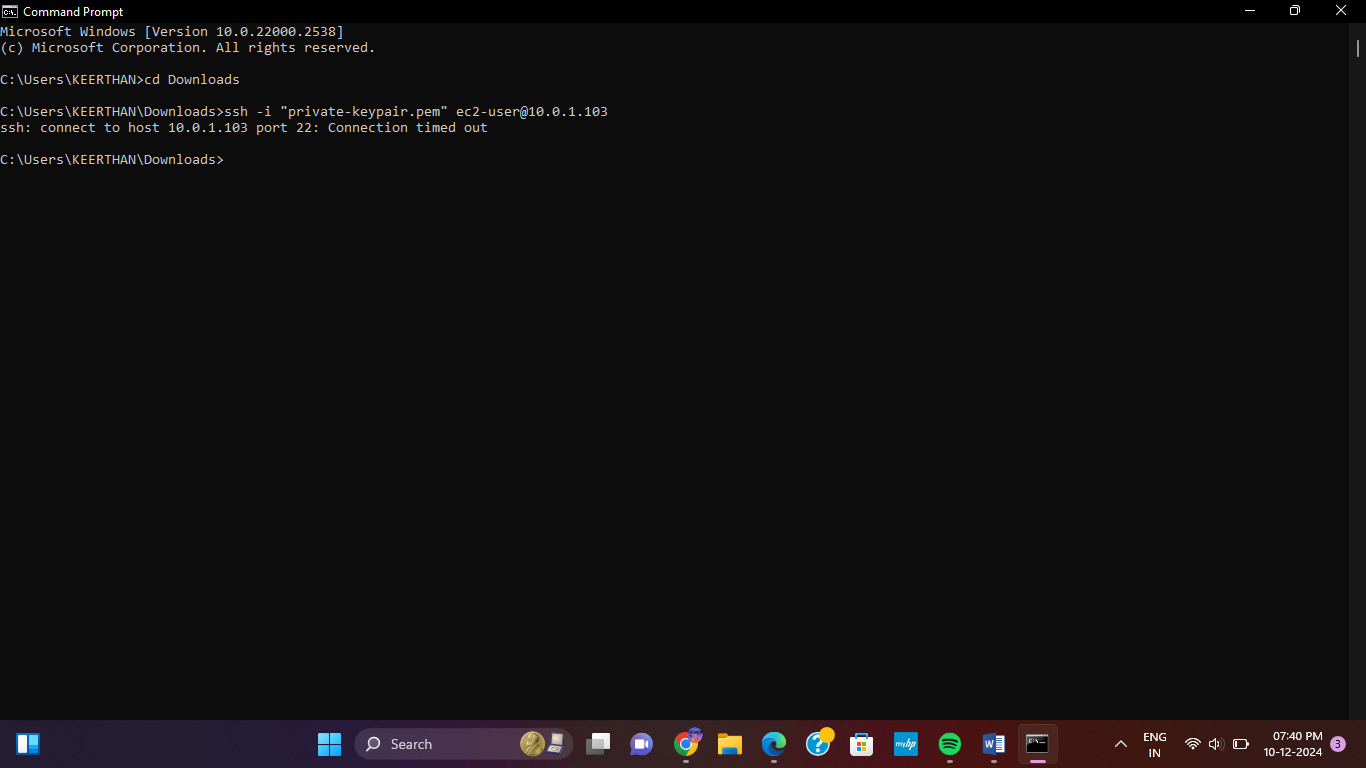 Command Prompt
Microsoft Windows [Version 10.0.22000.2538]
(c) Microsoft Corporation. All rights reserved.
C:\Users\KEERTHAN>cd Downloads
C:\Users\KEERTHAN\Downloads>ssh -i "private-keypair.pem" ec2-user@10.0.1.103
ssh: connect to host 10.0.1.103 port 22: Connection timed out
C:\Users\KEERTHAN\Downloads>
Search
myhp
ENG
IN
07:40 PM
10-12-2024
3